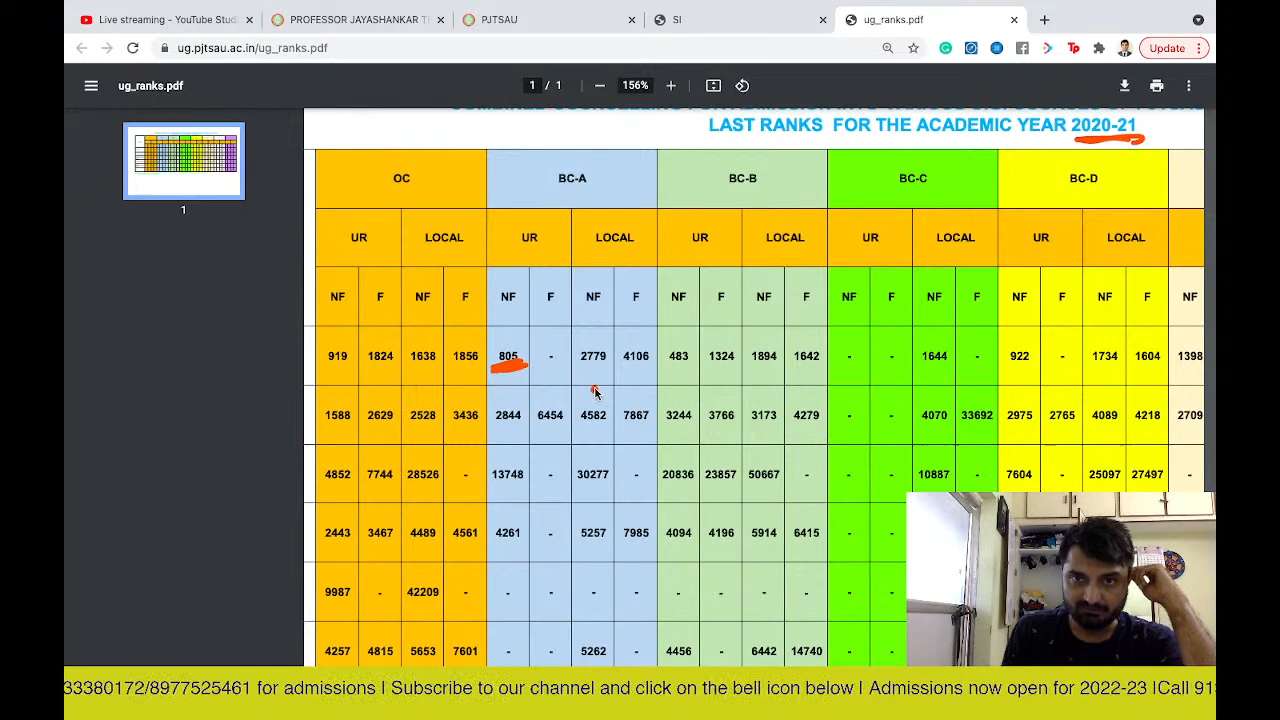 Live streaming - YouTube Stud
PROFESSOR JAYASHANKAR T
PJTSAU
SI
ug_ranks.pdf
ug.pjtsau.ac.in/ug_ranks.pdf
Update
ug_ranks.pdf
1 / 1
156%
LAST RANKS FOR THE ACADEMIC YEAR 2020-21
OC BC-A BC-B BC-C BC-D
UR LOCAL UR LOCAL UR LOCAL UR LOCAL UR LOCAL
NF F NF F NF F NF F NF F NF F NF F NF F NF F NF F NF
919 1824 1638 1856 805 - 2779 4106 483 1324 1894 1642 - - 1644 - 922 - 1734 1604 1398
1588 2629 2528 3436 2844 6454 4582 7867 3244 3766 3173 4279 - - 4070 33692 2975 2765 4089 4218 2709
4852 7744 28526 - 13748 - 30277 - 20836 23857 50667 - - - 10887 - 7604 - 25097 27497 -
2443 3467 4489 4561 4261 - 5257 7985 4094 4196 5914 6415 - -
9987 - 42209 - - - - - - - - - - -
4257 4815 5653 7601 - - 5262 - 4456 - 6442 14740 - -
1
33380172/8977525461 for admissions I Subscribe to our channel and click on the bell icon below I Admissions now open for 2022-23 ICall 91